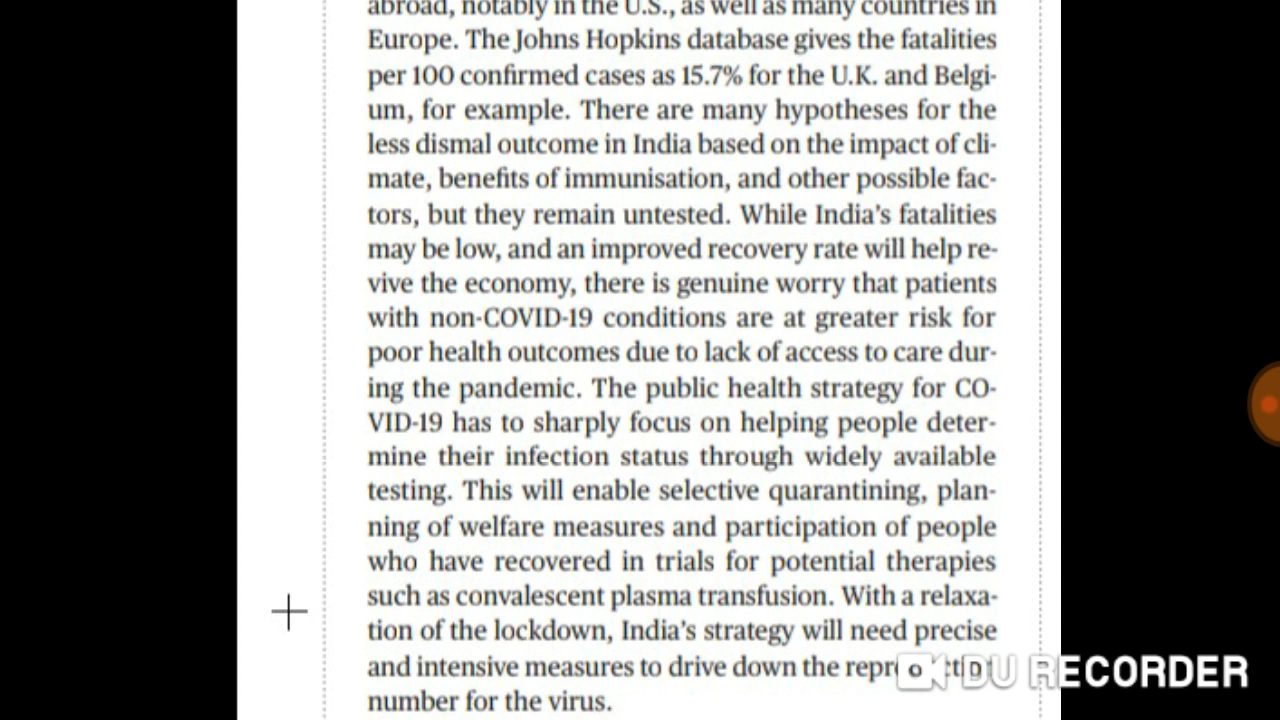 abroad, notably in the U.S., as well as many countries in
Europe. The Johns Hopkins database gives the fatalities
per 100 confirmed cases as 15.7% for the U.K. and Belgi-
um, for example. There are many hypotheses for the
less dismal outcome in India based on the impact of cli-
mate, benefits of immunisation, and other possible fac-
tors, but they remain untested. While India’s fatalities
may be low, and an improved recovery rate will help re-
vive the economy, there is genuine worry that patients
with non-COVID-19 conditions are at greater risk for
poor health outcomes due to lack of access to care dur-
ing the pandemic. The public health strategy for CO-
VID-19 has to sharply focus on helping people deter-
mine their infection status through widely available
testing. This will enable selective quarantining, plan-
ning of welfare measures and participation of people
who have recovered in trials for potential therapies
such as convalescent plasma transfusion. With a relaxa-
tion of the lockdown, India’s strategy will need precise
and intensive measures to drive down the reproduction
number for the virus.
DU RECORDER